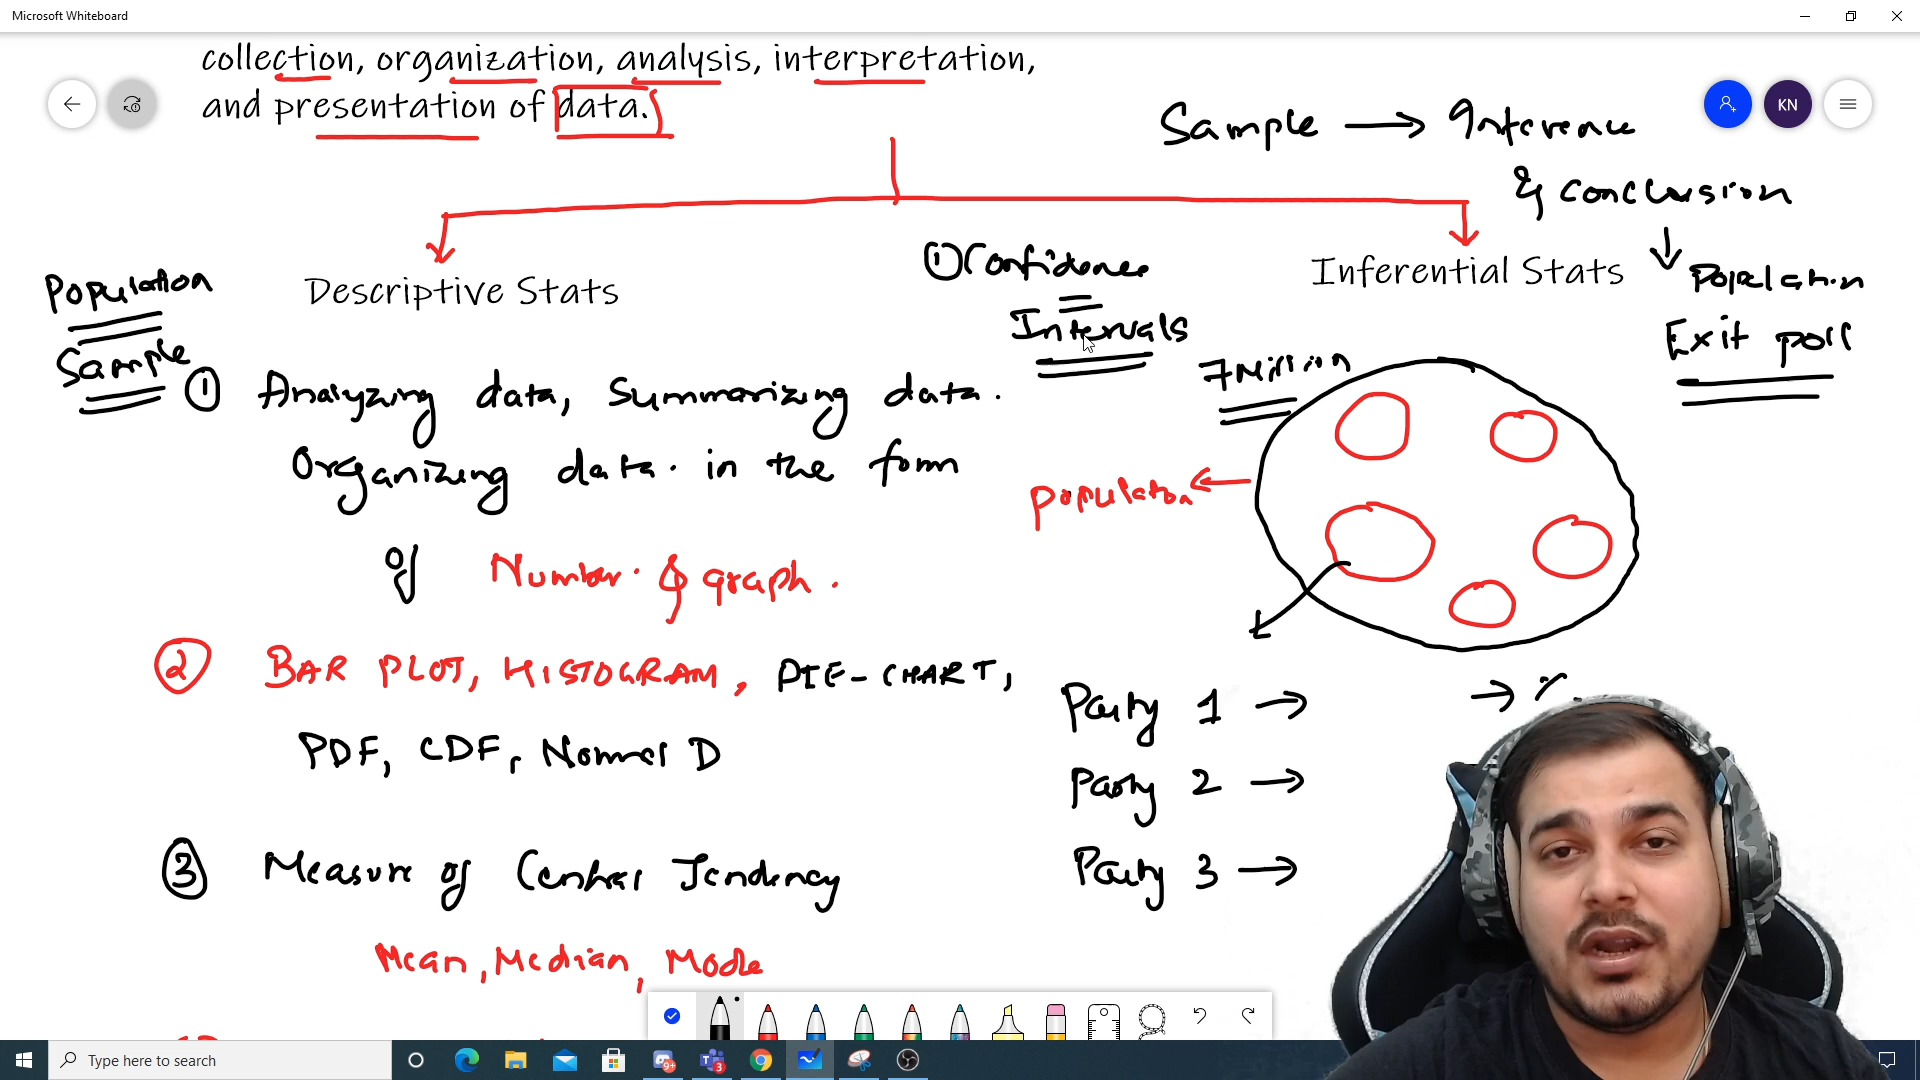 Microsoft Whiteboard
collection, organization, analysis, interpretation,
and presentation of data.
KN
Sample → Inference
& conclusion
Population
Exit poll
Population
Sample
Descriptive Stats
① Confidence
Intervals
Inferential Stats
① Analyzing data, Summarizing data.
Organizing data. in the form
of Number & graph.
② BAR PLOT, HISTOGRAM, PIE-CHART,
PDF, CDF, Normal D
③ Measure of Central Tendency
Mean, Median, Mode
7 Million
population
Party 1 → → %
Party 2 →
Party 3 →
Type here to search
9+
3